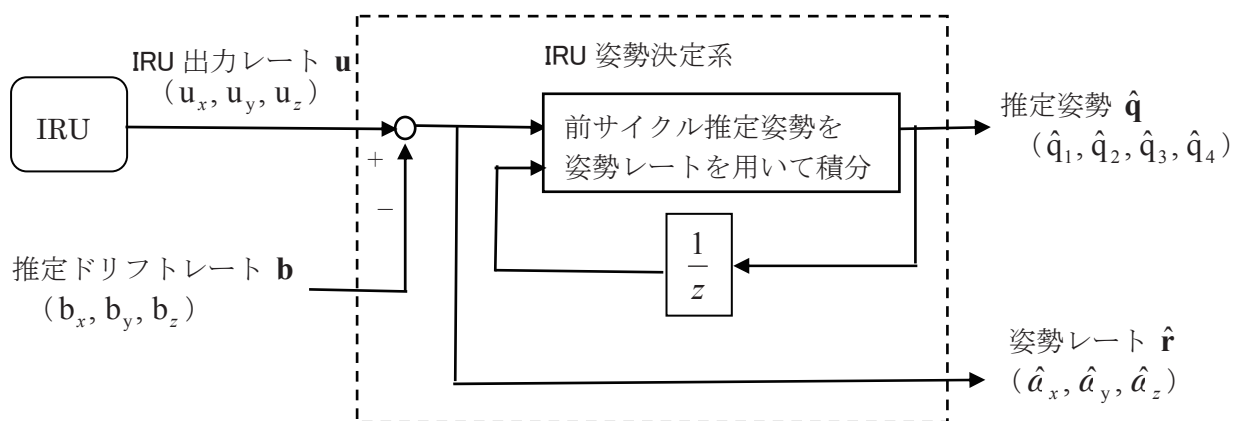 IRU 姿勢決定系
IRU 出力レート u
(u_x, u_y, u_z)
IRU
+
−
前サイクル推定姿勢を
姿勢レートを用いて積分
推定姿勢 q̂
(q̂_1, q̂_2, q̂_3, q̂_4)
1
z
推定ドリフトレート b
(b_x, b_y, b_z)
姿勢レート r̂
(α̂_x, α̂_y, α̂_z)